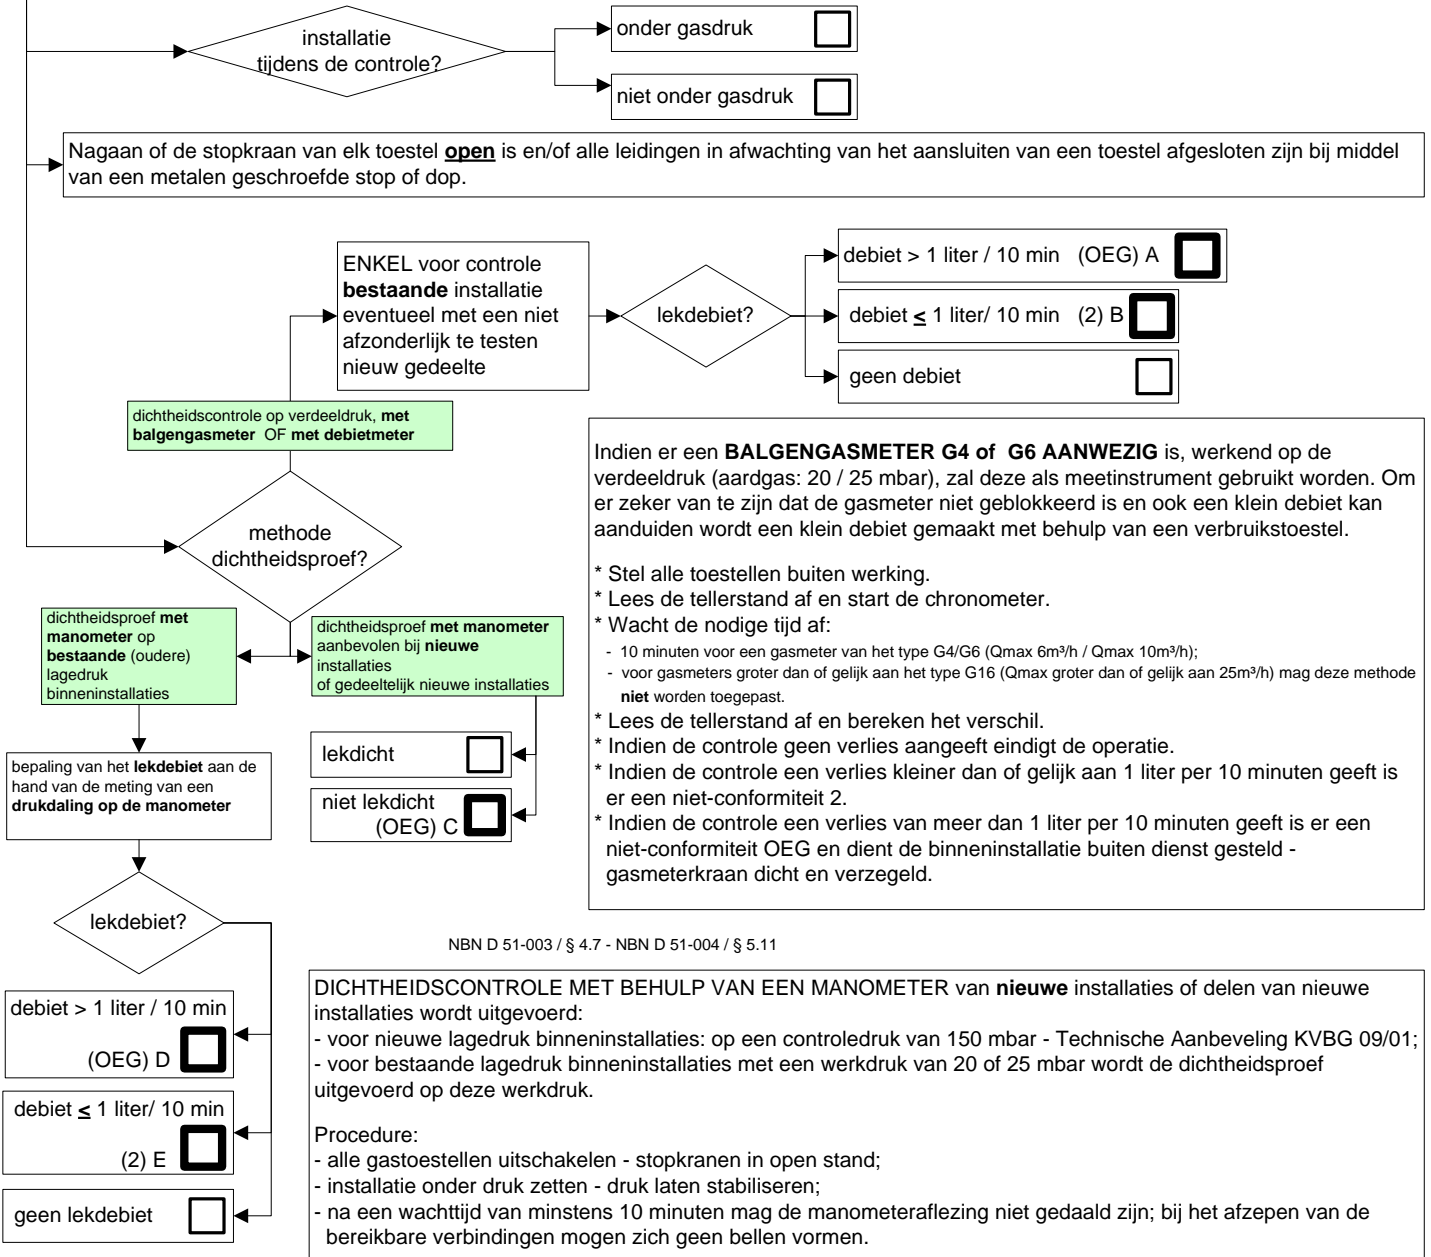 installatie
tijdens de controle?
onder gasdruk
niet onder gasdruk
Nagaan of de stopkraan van elk toestel open is en/of alle leidingen in afwachting van het aansluiten van een toestel afgesloten zijn bij middel
van een metalen geschroefde stop of dop.
ENKEL voor controle
bestaande installatie
eventueel met een niet
afzonderlijk te testen
nieuw gedeelte
lekdebiet?
debiet > 1 liter / 10 min (OEG) A
debiet ≤ 1 liter/ 10 min (2) B
geen debiet
dichtheidscontrole op verdeeldruk, met
balgengasmeter OF met debietmeter
methode
dichtheidsproef?
Indien er een BALGENGASMETER G4 of G6 AANWEZIG is, werkend op de
verdeeldruk (aardgas: 20 / 25 mbar), zal deze als meetinstrument gebruikt worden. Om
er zeker van te zijn dat de gasmeter niet geblokkeerd is en ook een klein debiet kan
aanduiden wordt een klein debiet gemaakt met behulp van een verbruikstoestel.
* Stel alle toestellen buiten werking.
* Lees de tellerstand af en start de chronometer.
* Wacht de nodige tijd af:
- 10 minuten voor een gasmeter van het type G4/G6 (Qmax 6m³/h / Qmax 10m³/h);
- voor gasmeters groter dan of gelijk aan het type G16 (Qmax groter dan of gelijk aan 25m³/h) mag deze methode
niet worden toegepast.
* Lees de tellerstand af en bereken het verschil.
* Indien de controle geen verlies aangeeft eindigt de operatie.
* Indien de controle een verlies kleiner dan of gelijk aan 1 liter per 10 minuten geeft is
er een niet-conformiteit 2.
* Indien de controle een verlies van meer dan 1 liter per 10 minuten geeft is er een
niet-conformiteit OEG en dient de binneninstallatie buiten dienst gesteld -
gasmeterkraan dicht en verzegeld.
dichtheidsproef met
manometer op
bestaande (oudere)
lagedruk
binneninstallaties
dichtheidsproef met manometer
aanbevolen bij nieuwe
installaties
of gedeeltelijk nieuwe installaties
lekdicht
niet lekdicht
(OEG) C
bepaling van het lekdebiet aan de
hand van de meting van een
drukdaling op de manometer
lekdebiet?
debiet > 1 liter / 10 min
(OEG) D
debiet ≤ 1 liter/ 10 min
(2) E
geen lekdebiet
NBN D 51-003 / § 4.7 - NBN D 51-004 / § 5.11
DICHTHEIDSCONTROLE MET BEHULP VAN EEN MANOMETER van nieuwe installaties of delen van nieuwe
installaties wordt uitgevoerd:
- voor nieuwe lagedruk binneninstallaties: op een controledruk van 150 mbar - Technische Aanbeveling KVBG 09/01;
- voor bestaande lagedruk binneninstallaties met een werkdruk van 20 of 25 mbar wordt de dichtheidsproef
uitgevoerd op deze werkdruk.
Procedure:
- alle gastoestellen uitschakelen - stopkranen in open stand;
- installatie onder druk zetten - druk laten stabiliseren;
- na een wachttijd van minstens 10 minuten mag de manometeraflezing niet gedaald zijn; bij het afzepen van de
bereikbare verbindingen mogen zich geen bellen vormen.